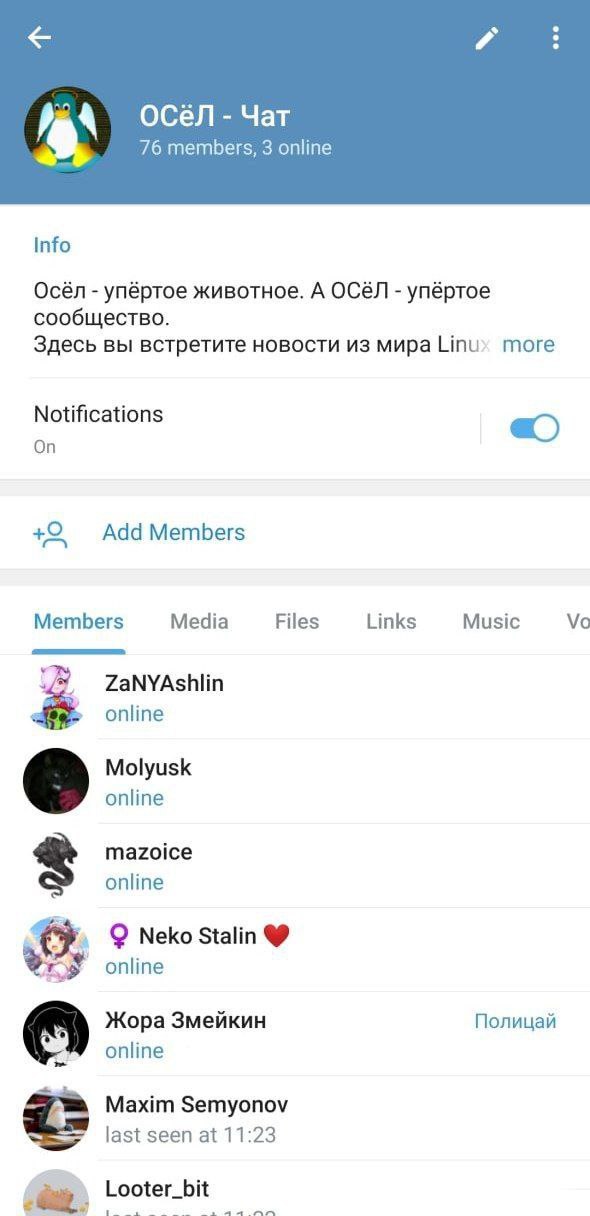 ОСёЛ - Чат
76 members, 3 online
Info
Осёл - упёртое животное. А ОСёЛ - упёртое
сообщество.
Здесь вы встретите новости из мира Linux more
Notifications
On
Add Members
Members Media Files Links Music Vo
ZaNYAshlin
online
Molyusk
online
mazoice
online
♀ Neko Stalin ❤️
online
Жора Змейкин Полицай
online
Maxim Semyonov
last seen at 11:23
Looter_bit